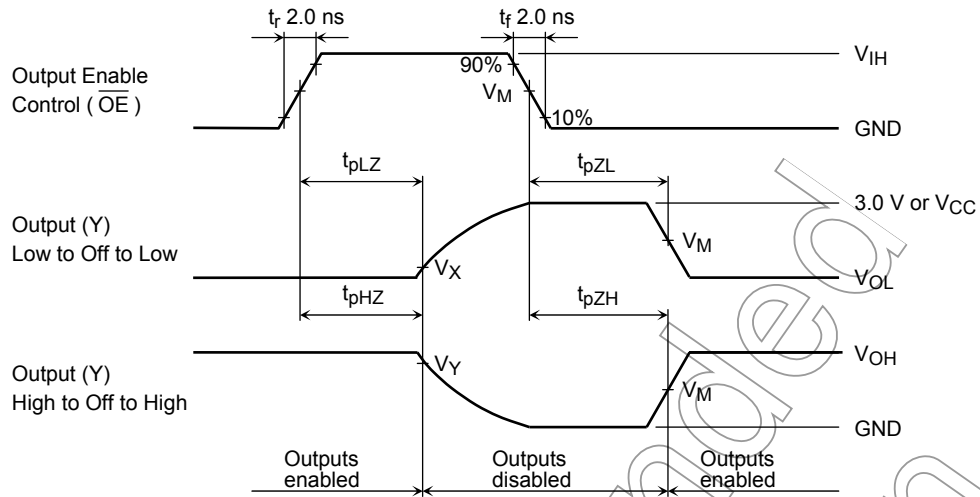 tr 2.0 ns
tf 2.0 ns
Output Enable
Control ( OE )
90%
VM
10%
VIH
GND
tpLZ
tpZL
Output (Y)
Low to Off to Low
VX
VM
3.0 V or VCC
VOL
tpHZ
tpZH
Output (Y)
High to Off to High
VY
VM
VOH
GND
Outputs
enabled
Outputs
disabled
Outputs
enabled